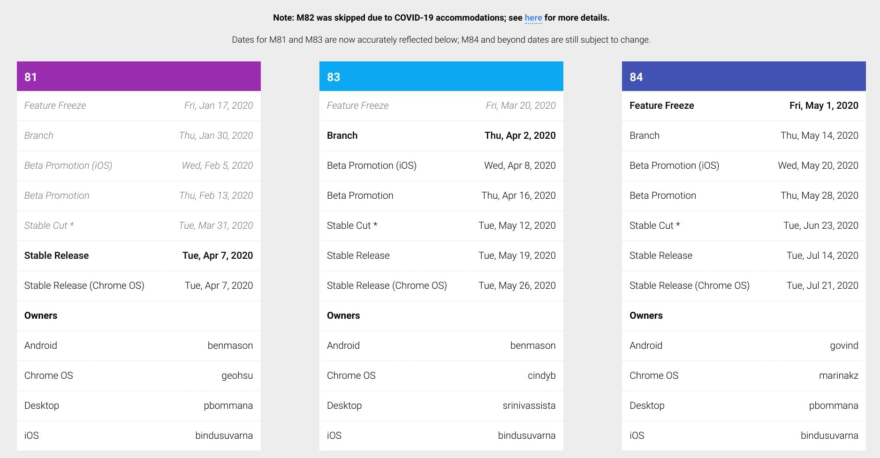 Note: M82 was skipped due to COVID-19 accommodations; see here for more details.
Dates for M81 and M83 are now accurately reflected below; M84 and beyond dates are still subject to change.
81
Feature Freeze Fri, Jan 17, 2020
Branch Thu, Jan 30, 2020
Beta Promotion (iOS) Wed, Feb 5, 2020
Beta Promotion Thu, Feb 13, 2020
Stable Cut * Tue, Mar 31, 2020
Stable Release Tue, Apr 7, 2020
Stable Release (Chrome OS) Tue, Apr 7, 2020
Owners
Android benmason
Chrome OS geohsu
Desktop pbommana
iOS bindusuvarna
83
Feature Freeze Fri, Mar 20, 2020
Branch Thu, Apr 2, 2020
Beta Promotion (iOS) Wed, Apr 8, 2020
Beta Promotion Thu, Apr 16, 2020
Stable Cut * Tue, May 12, 2020
Stable Release Tue, May 19, 2020
Stable Release (Chrome OS) Tue, May 26, 2020
Owners
Android benmason
Chrome OS cindyb
Desktop srinivassista
iOS bindusuvarna
84
Feature Freeze Fri, May 1, 2020
Branch Thu, May 14, 2020
Beta Promotion (iOS) Wed, May 20, 2020
Beta Promotion Thu, May 28, 2020
Stable Cut * Tue, Jun 23, 2020
Stable Release Tue, Jul 14, 2020
Stable Release (Chrome OS) Tue, Jul 21, 2020
Owners
Android govind
Chrome OS marinakz
Desktop pbommana
iOS bindusuvarna